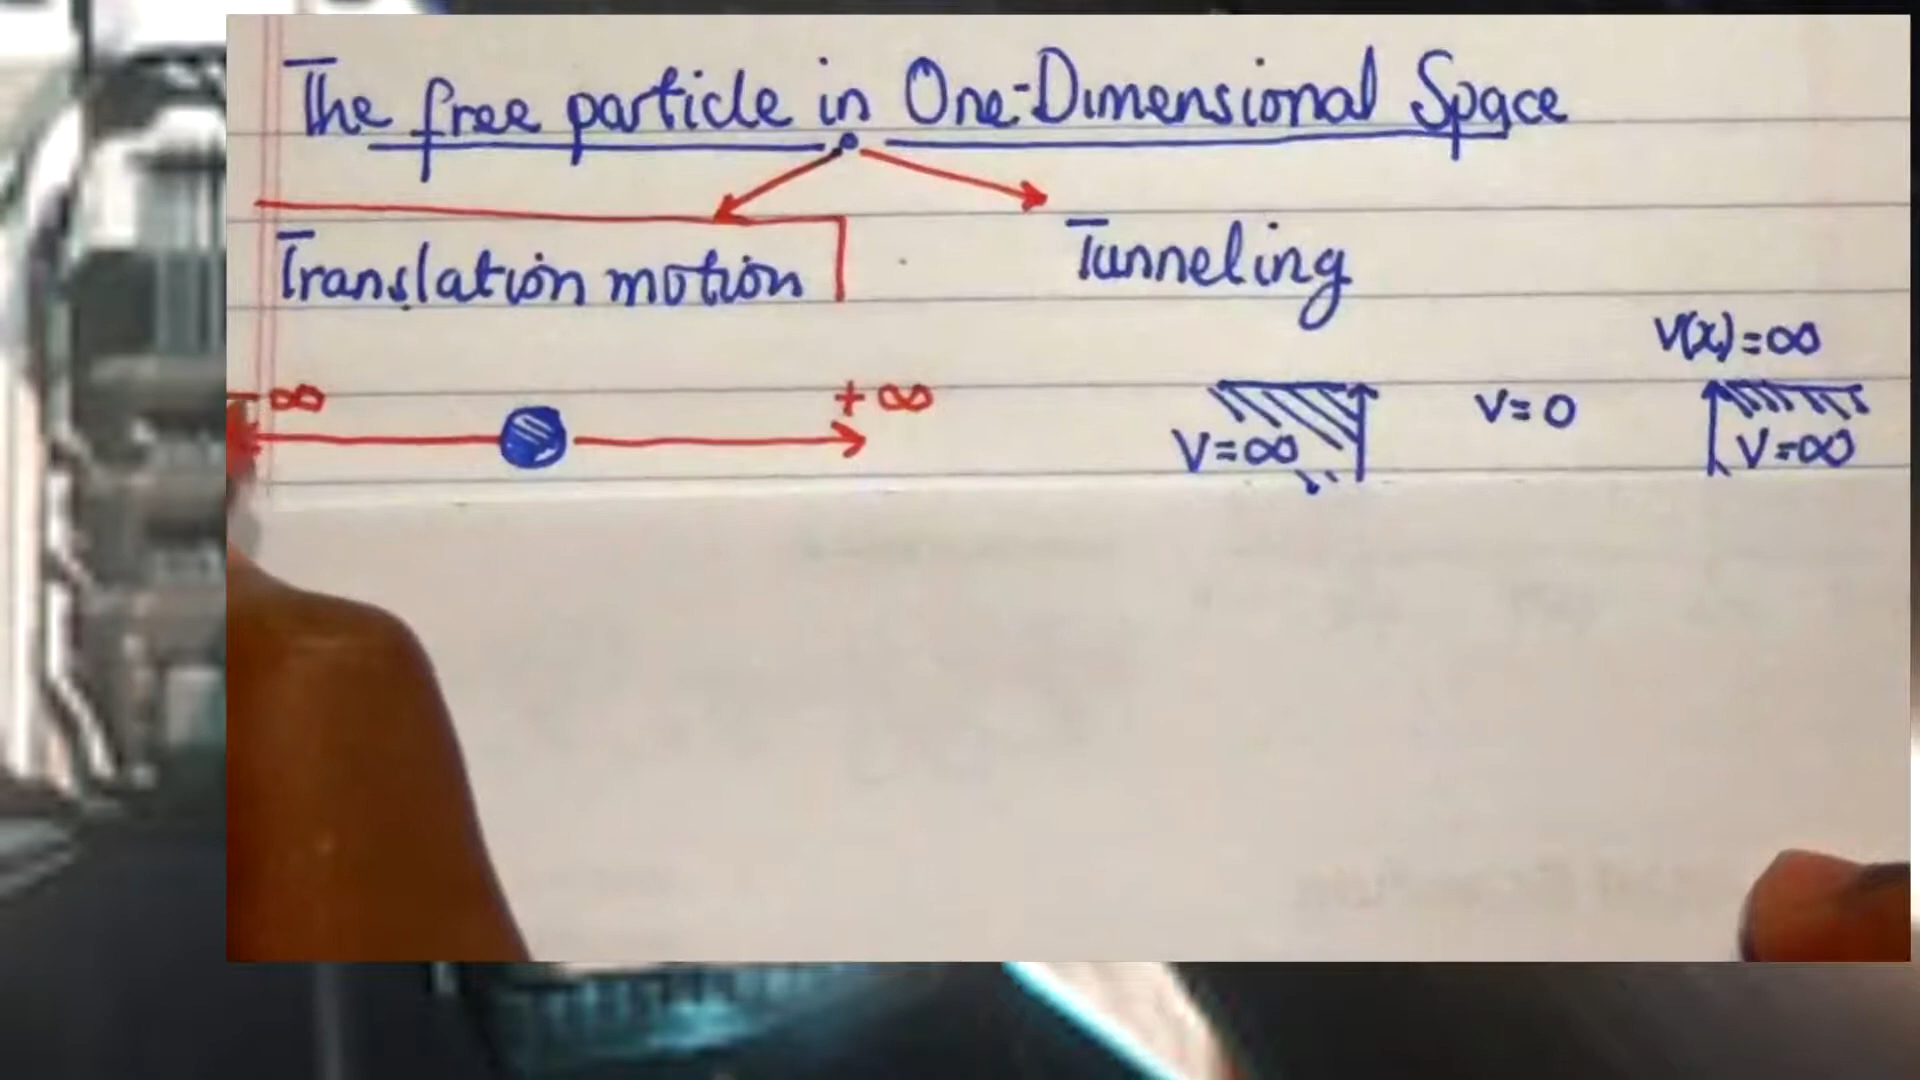 The free particle in One-Dimensional Space
Translation motion
Tunneling
- ∞
+ ∞
V(x)=∞
V=∞
V=0
V=∞